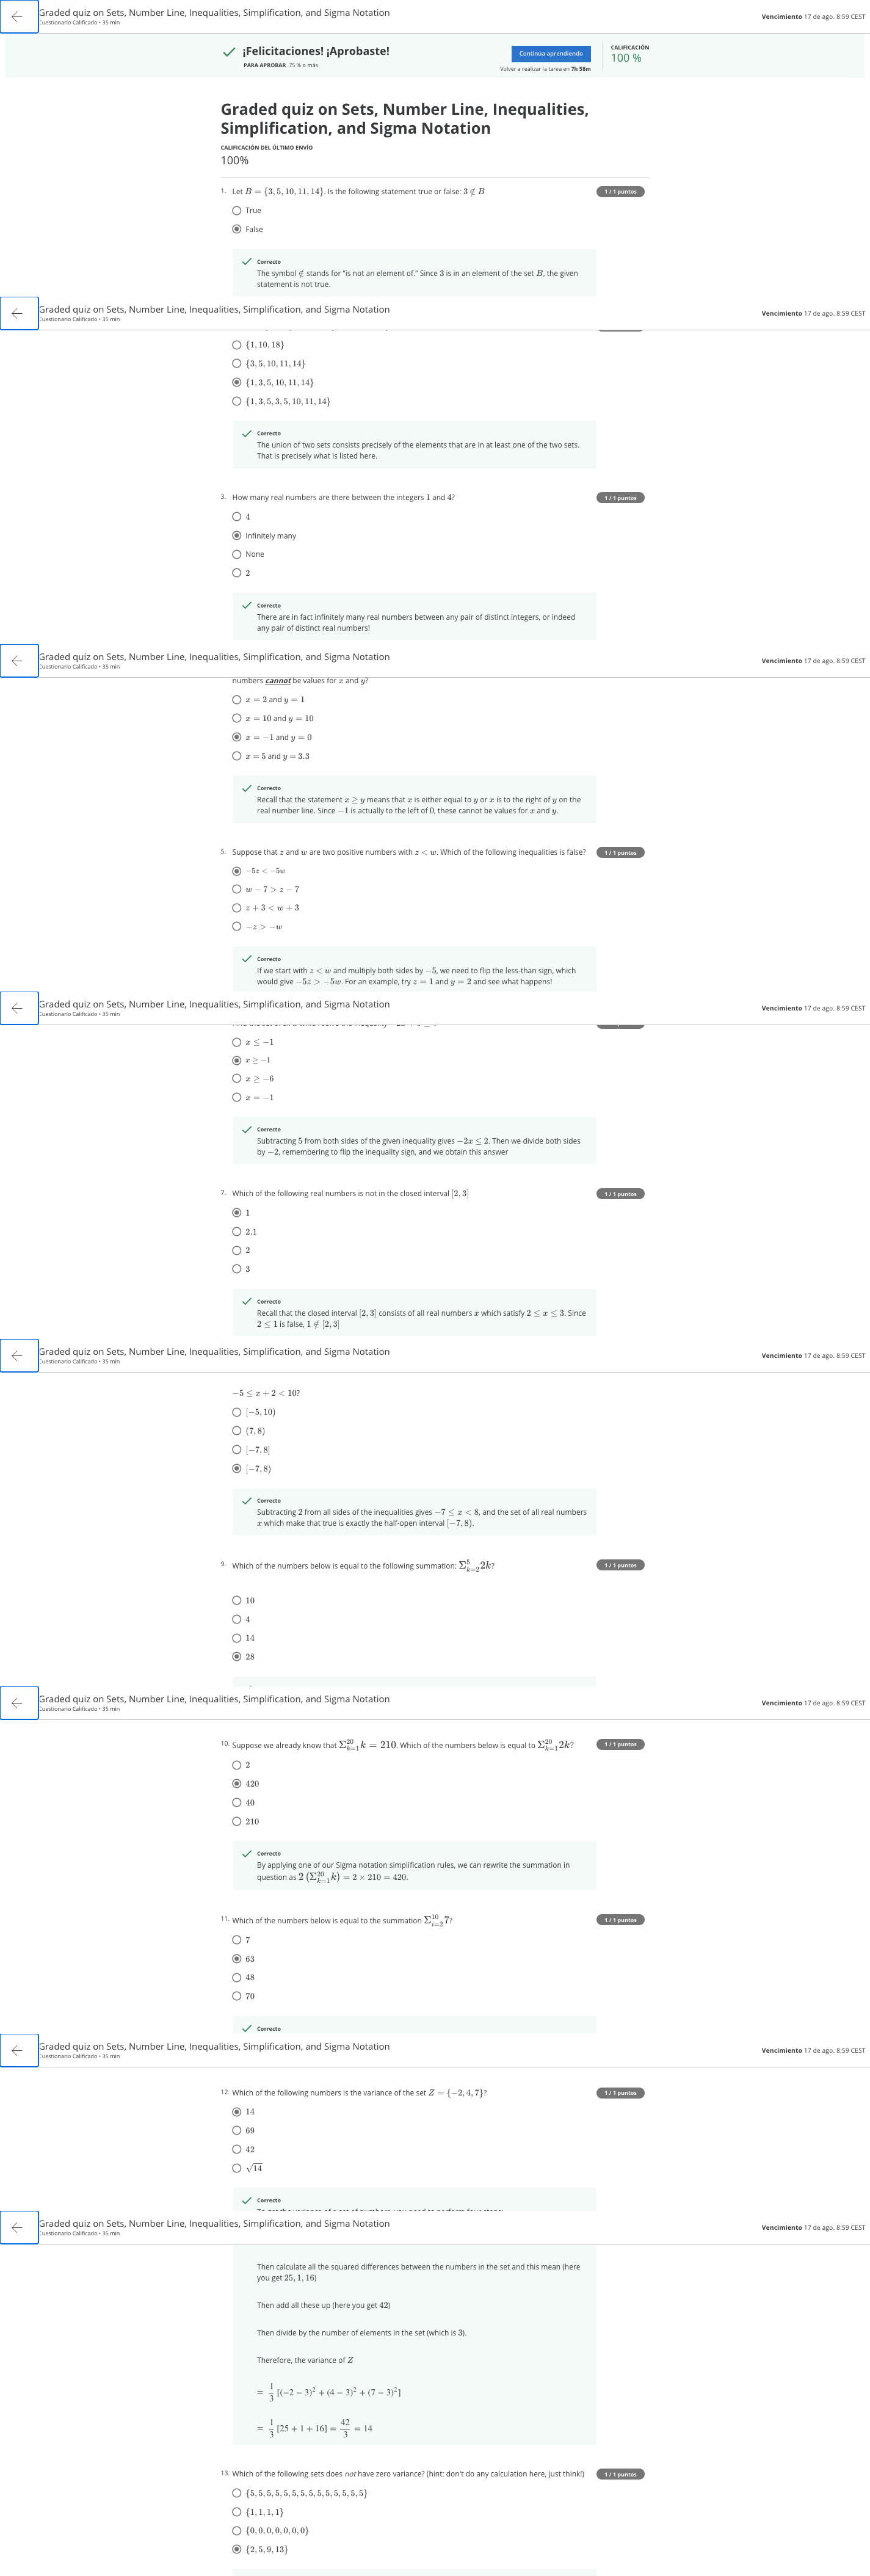 Graded quiz on Sets, Number Line, Inequalities, Simplification, and Sigma Notation
Cuestionario Calificado • 35 min
Vencimiento 17 de ago. 8:59 CEST
¡Felicitaciones! ¡Aprobaste!
PARA APROBAR 75 % o más
Continúa aprendiendo
Volver a realizar la tarea en 7h 58m
CALIFICACIÓN
100 %
Graded quiz on Sets, Number Line, Inequalities,
Simplification, and Sigma Notation
CALIFICACIÓN DEL ÚLTIMO ENVÍO
100%
1. Let B = {3, 5, 10, 11, 14}. Is the following statement true or false: 3 ∉ B
1 / 1 puntos
True
False
Correcto
The symbol ∉ stands for "is not an element of." Since 3 is in an element of the set B, the given
statement is not true.
Graded quiz on Sets, Number Line, Inequalities, Simplification, and Sigma Notation
Cuestionario Calificado • 35 min
Vencimiento 17 de ago. 8:59 CEST
{1, 10, 18}
{3, 5, 10, 11, 14}
{1, 3, 5, 10, 11, 14}
{1, 3, 5, 3, 5, 10, 11, 14}
Correcto
The union of two sets consists precisely of the elements that are in at least one of the two sets.
That is precisely what is listed here.
3. How many real numbers are there between the integers 1 and 4?
1 / 1 puntos
4
Infinitely many
None
2
Correcto
There are in fact infinitely many real numbers between any pair of distinct integers, or indeed
any pair of distinct real numbers!
Graded quiz on Sets, Number Line, Inequalities, Simplification, and Sigma Notation
Cuestionario Calificado • 35 min
Vencimiento 17 de ago. 8:59 CEST
numbers cannot be values for x and y?
x = 2 and y = 1
x = 10 and y = 10
x = −1 and y = 0
x = 5 and y = 3.3
Correcto
Recall that the statement x ≥ y means that x is either equal to y or x is to the right of y on the
real number line. Since −1 is actually to the left of 0, these cannot be values for x and y.
5. Suppose that z and w are two positive numbers with z < w. Which of the following inequalities is false?
1 / 1 puntos
−5z < −5w
w − 7 > z − 7
z + 3 < w + 3
−z > −w
Correcto
If we start with z < w and multiply both sides by −5, we need to flip the less-than sign, which
would give −5z > −5w. For an example, try z = 1 and y = 2 and see what happens!
Graded quiz on Sets, Number Line, Inequalities, Simplification, and Sigma Notation
Cuestionario Calificado • 35 min
Vencimiento 17 de ago. 8:59 CEST
x ≤ −1
x ≥ −1
x ≥ −6
x = −1
Correcto
Subtracting 5 from both sides of the given inequality gives −2x ≤ 2. Then we divide both sides
by −2, remembering to flip the inequality sign, and we obtain this answer
7. Which of the following real numbers is not in the closed interval [2, 3]
1 / 1 puntos
1
2.1
2
3
Correcto
Recall that the closed interval [2, 3] consists of all real numbers x which satisfy 2 ≤ x ≤ 3. Since
2 ≤ 1 is false, 1 ∉ [2, 3]
Graded quiz on Sets, Number Line, Inequalities, Simplification, and Sigma Notation
Cuestionario Calificado • 35 min
Vencimiento 17 de ago. 8:59 CEST
−5 ≤ x + 2 < 10?
[−5, 10)
(7, 8)
[−7, 8]
[−7, 8)
Correcto
Subtracting 2 from all sides of the inequalities gives −7 ≤ x < 8, and the set of all real numbers
x which make that true is exactly the half-open interval [−7, 8).
9. Which of the numbers below is equal to the following summation: Σ_{k=2}^{5} 2k?
1 / 1 puntos
10
4
14
28
Graded quiz on Sets, Number Line, Inequalities, Simplification, and Sigma Notation
Cuestionario Calificado • 35 min
Vencimiento 17 de ago. 8:59 CEST
10. Suppose we already know that Σ_{k=1}^{20} k = 210. Which of the numbers below is equal to Σ_{k=1}^{20} 2k?
1 / 1 puntos
2
420
40
210
Correcto
By applying one of our Sigma notation simplification rules, we can rewrite the summation in
question as 2 (Σ_{k=1}^{20} k) = 2 × 210 = 420.
11. Which of the numbers below is equal to the summation Σ_{i=2}^{10} 7?
1 / 1 puntos
7
63
48
70
Correcto
Graded quiz on Sets, Number Line, Inequalities, Simplification, and Sigma Notation
Cuestionario Calificado • 35 min
Vencimiento 17 de ago. 8:59 CEST
12. Which of the following numbers is the variance of the set Z = {−2, 4, 7}?
1 / 1 puntos
14
69
42
√14
Correcto
Graded quiz on Sets, Number Line, Inequalities, Simplification, and Sigma Notation
Cuestionario Calificado • 35 min
Vencimiento 17 de ago. 8:59 CEST
Then calculate all the squared differences between the numbers in the set and this mean (here
you get 25, 1, 16)
Then add all these up (here you get 42)
Then divide by the number of elements in the set (which is 3).
Therefore, the variance of Z
= 1/3 [(−2 − 3)² + (4 − 3)² + (7 − 3)²]
= 1/3 [25 + 1 + 16] = 42/3 = 14
13. Which of the following sets does not have zero variance? (hint: don't do any calculation here, just think!)
1 / 1 puntos
{5, 5, 5, 5, 5, 5, 5, 5, 5, 5, 5, 5, 5, 5}
{1, 1, 1, 1}
{0, 0, 0, 0, 0, 0, 0}
{2, 5, 9, 13}